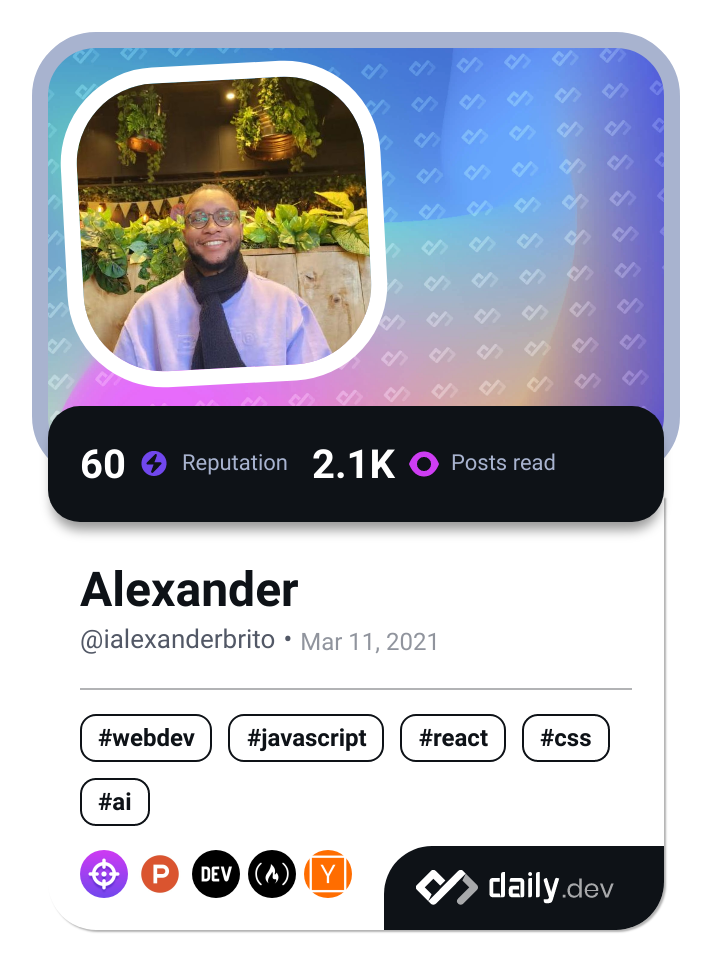 60 Reputation 2.1K Posts read
Alexander
@ialexanderbrito • Mar 11, 2021
#webdev #javascript #react #css
#ai
P DEV Y daily.dev